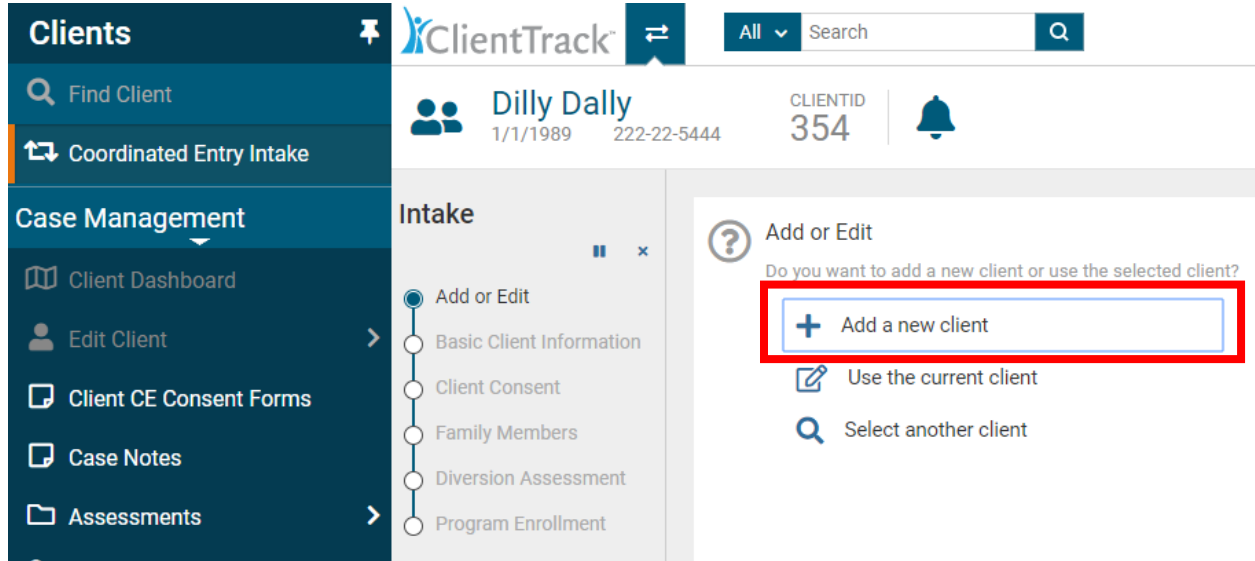 Clients
Find Client
Coordinated Entry Intake
Case Management
Client Dashboard
Edit Client
Client CE Consent Forms
Case Notes
Assessments
ClientTrack™
All
Search
Dilly Dally
1/1/1989 222-22-5444
CLIENTID
354
Intake
Add or Edit
Basic Client Information
Client Consent
Family Members
Diversion Assessment
Program Enrollment
Add or Edit
Do you want to add a new client or use the selected client?
Add a new client
Use the current client
Select another client